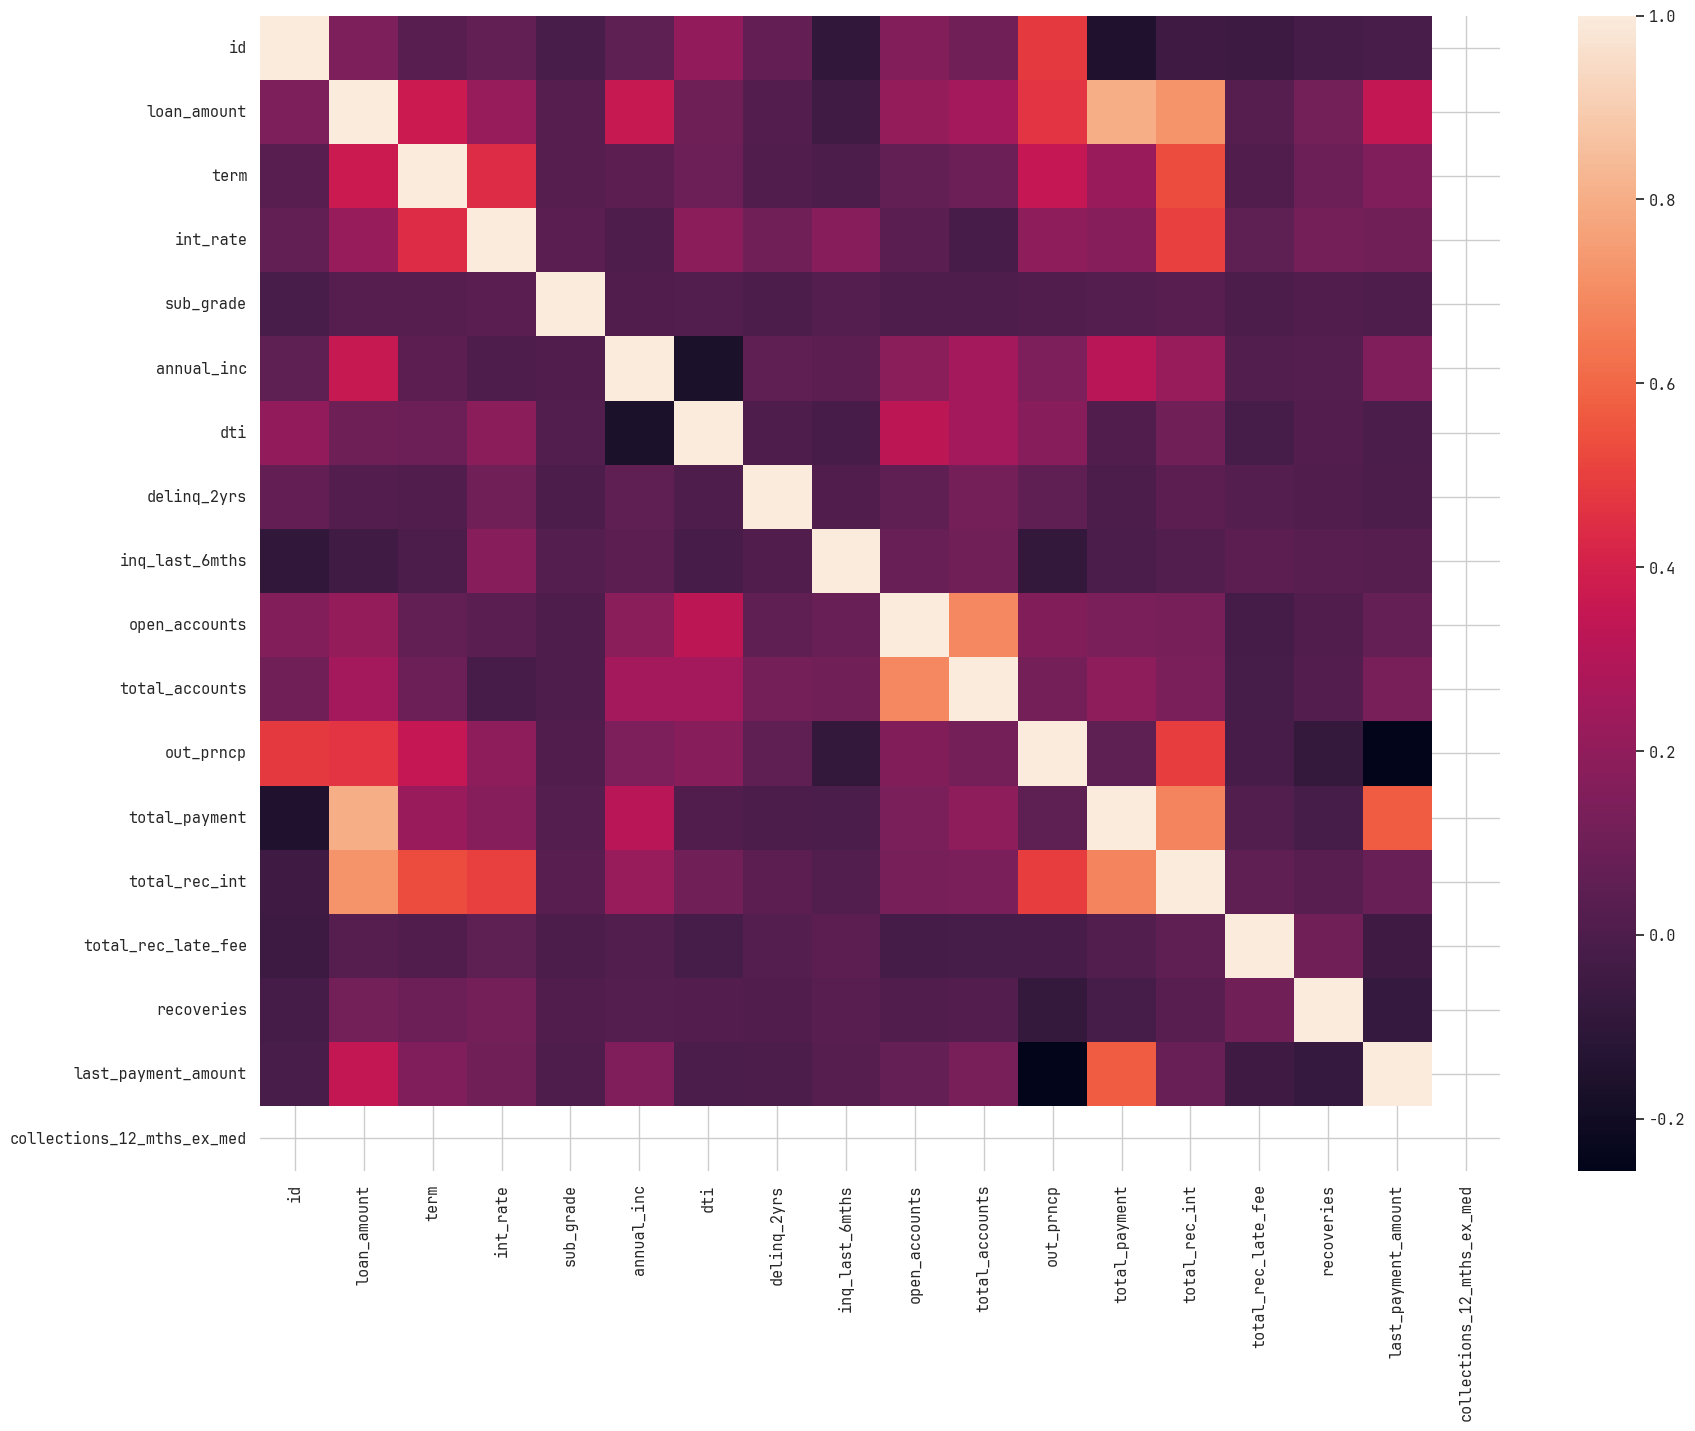 id
loan_amount
term
int_rate
sub_grade
annual_inc
dti
delinq_2yrs
inq_last_6mths
open_accounts
total_accounts
out_prncp
total_payment
total_rec_int
total_rec_late_fee
recoveries
last_payment_amount
collections_12_mths_ex_med
id
loan_amount
term
int_rate
sub_grade
annual_inc
dti
delinq_2yrs
inq_last_6mths
open_accounts
total_accounts
out_prncp
total_payment
total_rec_int
total_rec_late_fee
recoveries
last_payment_amount
collections_12_mths_ex_med
1.0
0.8
0.6
0.4
0.2
0.0
-0.2